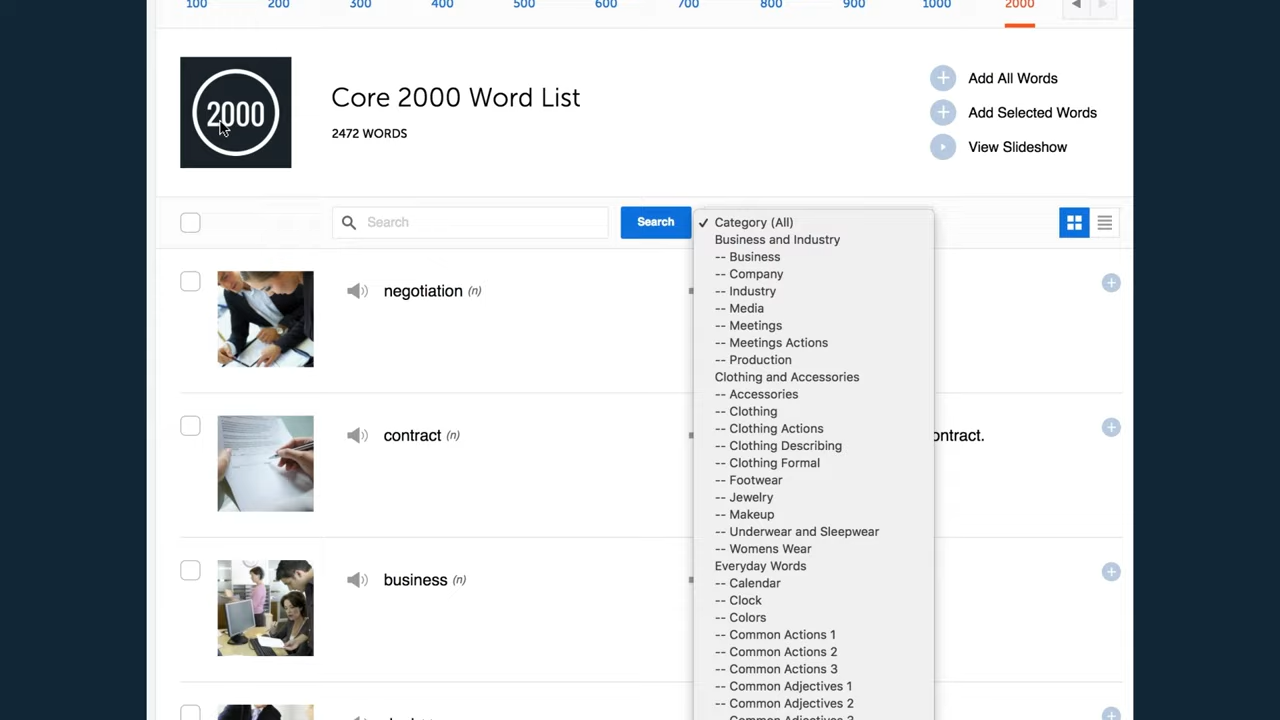 100 200 300 400 500 600 700 800 900 1000 2000
2000
Core 2000 Word List
2472 WORDS
Add All Words
Add Selected Words
View Slideshow
Search
Search
Category (All)
Business and Industry
-- Business
-- Company
-- Industry
-- Media
-- Meetings
-- Meetings Actions
-- Production
Clothing and Accessories
-- Accessories
-- Clothing
-- Clothing Actions
-- Clothing Describing
-- Clothing Formal
-- Footwear
-- Jewelry
-- Makeup
-- Underwear and Sleepwear
-- Womens Wear
Everyday Words
-- Calendar
-- Clock
-- Colors
-- Common Actions 1
-- Common Actions 2
-- Common Actions 3
-- Common Adjectives 1
-- Common Adjectives 2
negotiation (n)
contract (n)
ontract.
business (n)